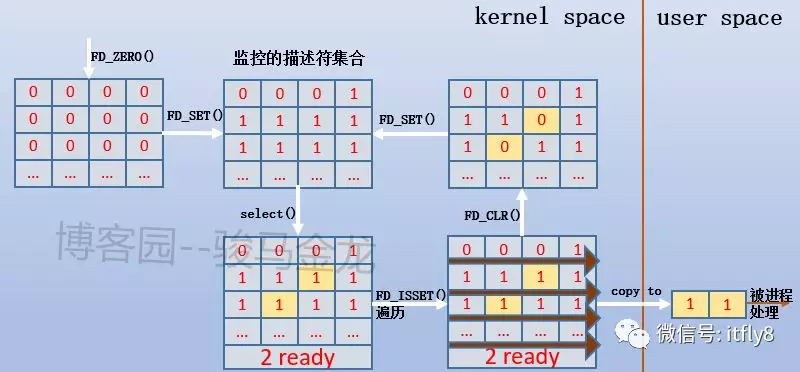 kernel space
user space
FD_ZERO()
监控的描述符集合
0 0 0 0
0 0 0 0
0 0 0 0
... ... ... ...
FD_SET()
0 0 0 1
1 1 1 1
1 1 1 1
... ... ... ...
FD_SET()
0 0 0 1
1 1 0 1
1 0 1 1
... ... ... ...
select()
FD_CLR()
博客园--骏马金龙
0 0 0 1
1 1 1 1
1 1 1 1
... ... ... ...
2 ready
FD_ISSET()
遍历
0 0 0 1
1 1 1 1
1 1 1 1
... ... ... ...
2 ready
copy to
1 1
被进程
处理
微信号: itfly8